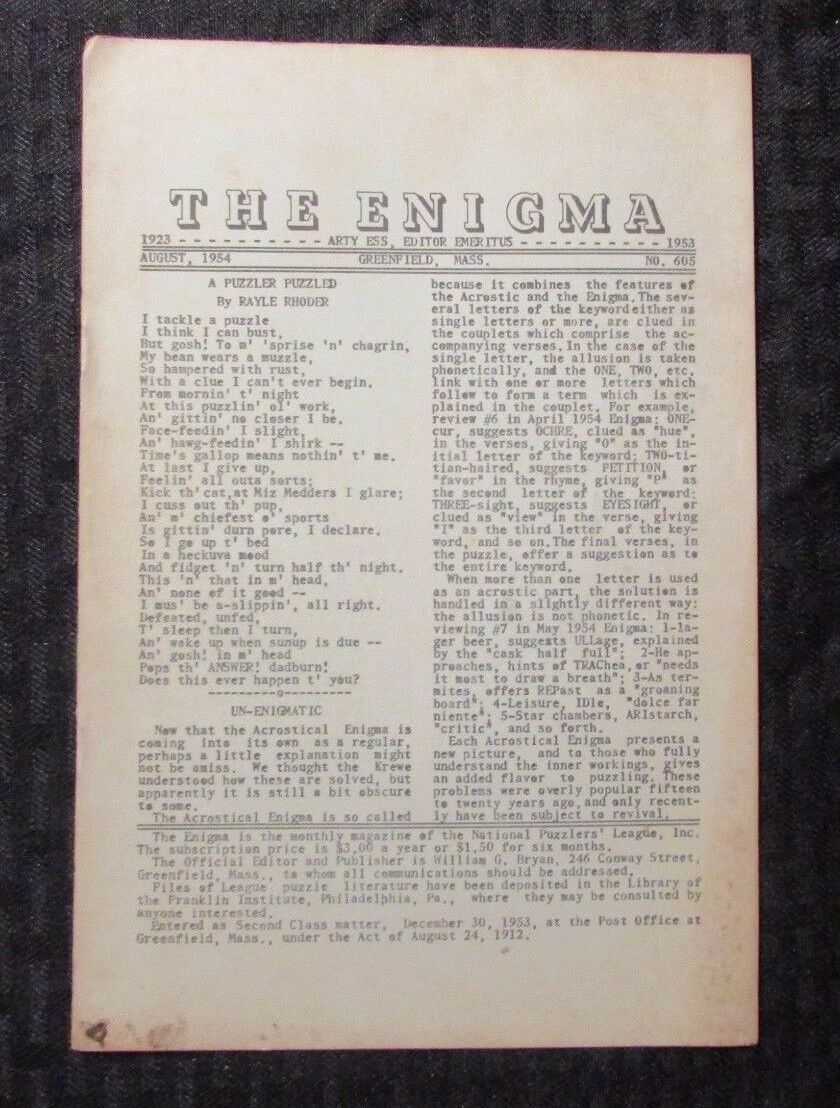 THE ENIGMA
1923 - - - - - - - - - - ARTY ESS, EDITOR EMERITUS - - - - - - - - - - 1953
AUGUST, 1954 GREENFIELD, MASS. NO. 605
A PUZZLER PUZZLED
By RAYLE RHODER
I tackle a puzzle
I think I can bust,
But gosh! To m' 'sprise 'n' chagrin,
My bean wears a muzzle,
So hampered with rust,
With a clue I can't ever begin.
From mornin' t' night
At this puzzlin' ol' work,
An' gittin' no closer I be.
Face-feedin' I slight,
An' hawg-feedin' I shirk --
Time's gallop means nothin' t' me.
At last I give up,
Feelin' all outa sorts;
Kick th' cat, at Miz Medders I glare;
I cuss out th' pup,
An' m' chiefest o' sports
Is gittin' durn pore, I declare.
So I go up t' bed
In a heckuva mood
And fidget 'n' turn half th' night.
This 'n' that in m' head,
An' none of it good --
I mus' be a-slippin', all right.
Defeated, unfed,
T' sleep then I turn,
An' wake up when sunup is due --
An' gosh! in m' head
Pops th' ANSWER! dadburn!
Does this ever happen t' you?
----------o----------
UN-ENIGMATIC
Now that the Acrostical Enigma is
coming into its own as a regular,
perhaps a little explanation might
not be amiss. We thought the Krewe
understood how these are solved, but
apparently it is still a bit obscure
to some.
The Acrostical Enigma is so called
because it combines the features of
the Acrostic and the Enigma. The sev-
eral letters of the keyword either as
single letters or more, are clued in
the couplets which comprise the ac-
companying verses. In the case of the
single letter, the allusion is taken
phonetically, and the ONE, TWO, etc.
link with one or more letters which
follow to form a term which is ex-
plained in the couplet. For example,
review #6 in April 1954 Enigma: ONE-
cur, suggests OCHRE, clued as "hue",
in the verses, giving "O" as the in-
itial letter of the keyword; TWO-ti-
tian-haired, suggests PETITION, or
"favor" in the rhyme, giving "P" as
the second letter of the keyword;
THREE-sight, suggests EYESIGHT, or
clued as "view" in the verse, giving
"I" as the third letter of the key-
word, and so on. The final verses, in
the puzzle, offer a suggestion as to
the entire keyword.
When more than one letter is used
as an acrostic part, the solution is
handled in a slightly different way:
the allusion is not phonetic. In re-
viewing #7 in May 1954 Enigma: 1-la-
ger beer, suggests ULLage, explained
by the "cask half full"; 2-He ap-
proaches, hints of TRAChea, or "needs
it most to draw a breath"; 3-As ter-
mites, offers REPast as a "groaning
board"; 4-Leisure, IDle, "dolce far
niente"; 5-Star chambers, ARIstarch,
"critic", and so forth.
Each Acrostical Enigma presents a
new picture, and to those who fully
understand the inner workings, gives
an added flavor to puzzling. These
problems were overly popular fifteen
to twenty years ago, and only recent-
ly have been subject to revival.
The Enigma is the monthly magazine of the National Puzzlers' League, Inc.
The subscription price is $3.00 a year or $1.50 for six months.
The Official Editor and Publisher is William G. Bryan, 246 Conway Street,
Greenfield, Mass., to whom all communications should be addressed.
Files of League puzzle literature have been deposited in the Library of
the Franklin Institute, Philadelphia, Pa., where they may be consulted by
anyone interested.
Entered as Second Class matter, December 30, 1953, at the Post Office at
Greenfield, Mass., under the Act of August 24, 1912.